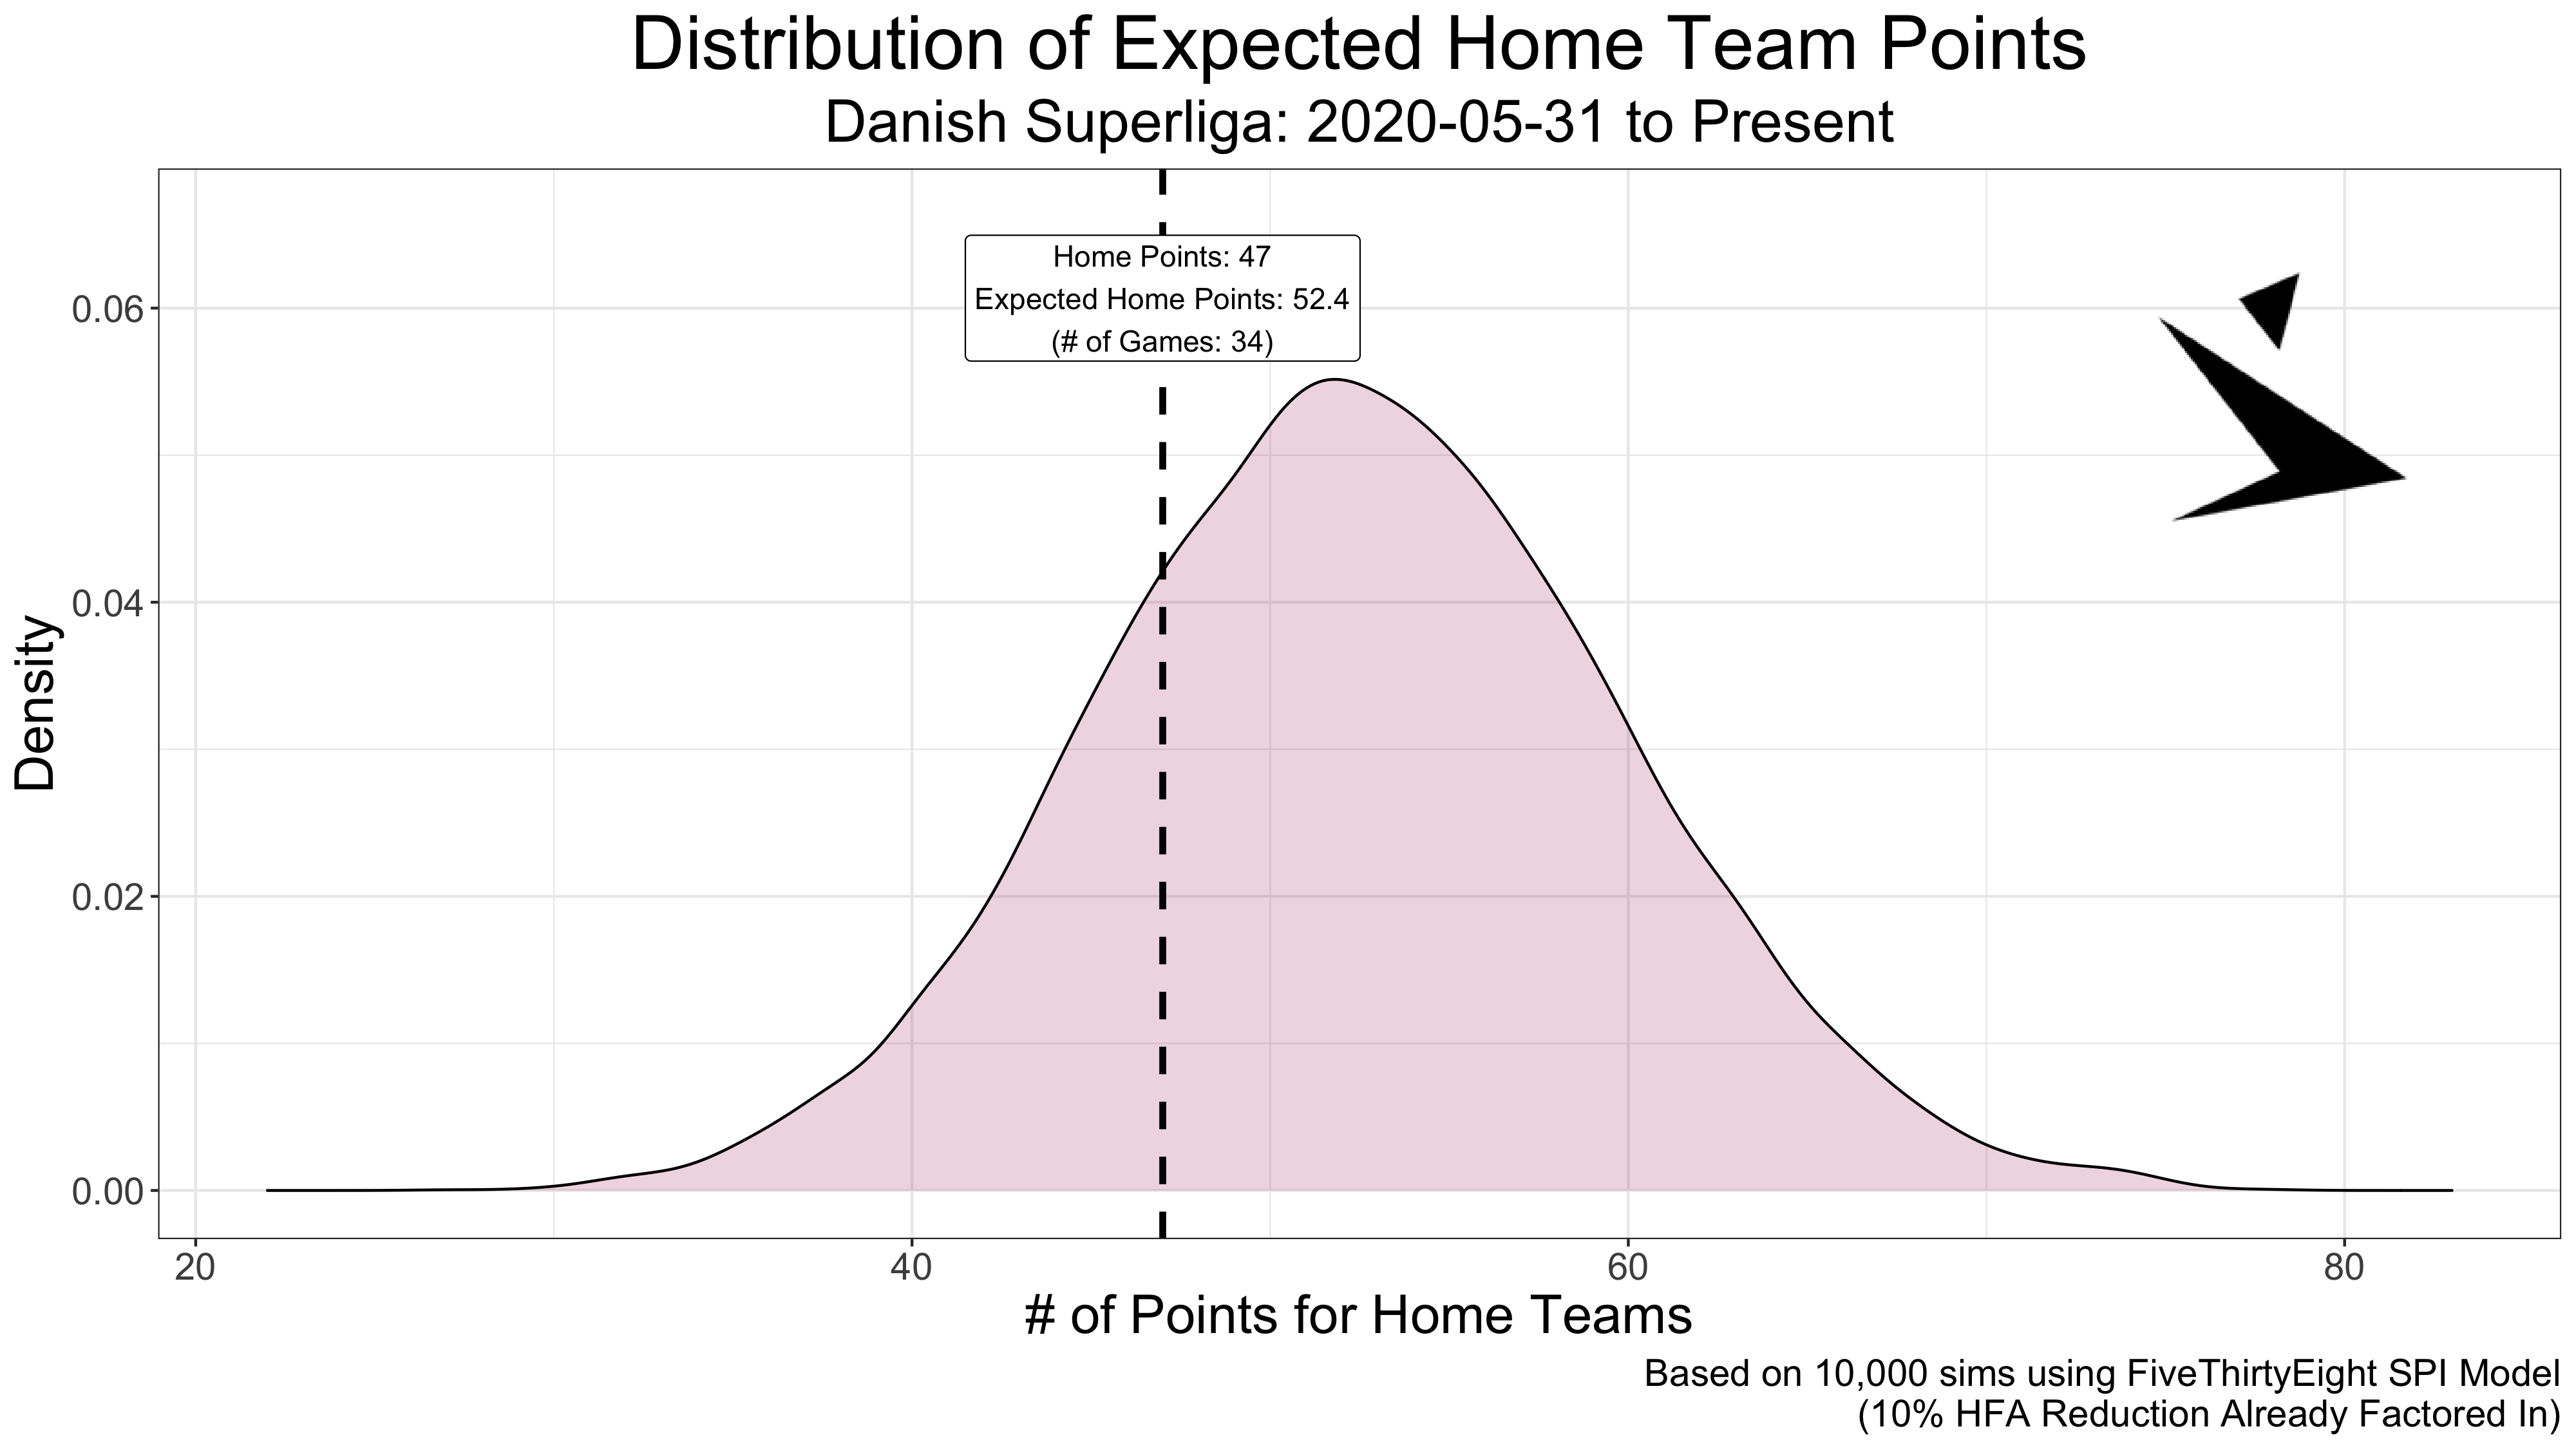 Distribution of Expected Home Team Points
Danish Superliga: 2020-05-31 to Present
Home Points: 47
Expected Home Points: 52.4
(# of Games: 34)
Density
0.06
0.04
0.02
0.00
20
40
60
80
# of Points for Home Teams
Based on 10,000 sims using FiveThirtyEight SPI Model
(10% HFA Reduction Already Factored In)